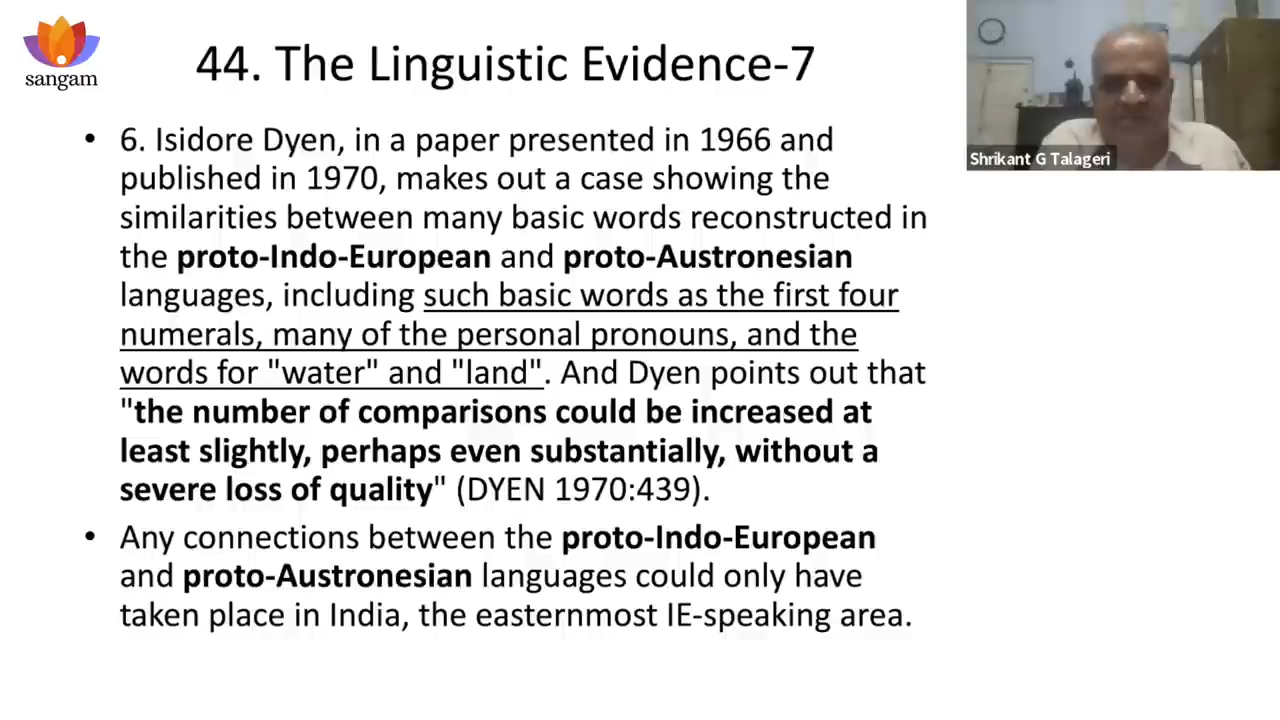 sangam
44. The Linguistic Evidence-7
Shrikant G Talageri
• 6. Isidore Dyen, in a paper presented in 1966 and
published in 1970, makes out a case showing the
similarities between many basic words reconstructed in
the proto-Indo-European and proto-Austronesian
languages, including such basic words as the first four
numerals, many of the personal pronouns, and the
words for "water" and "land". And Dyen points out that
"the number of comparisons could be increased at
least slightly, perhaps even substantially, without a
severe loss of quality" (DYEN 1970:439).
• Any connections between the proto-Indo-European
and proto-Austronesian languages could only have
taken place in India, the easternmost IE-speaking area.